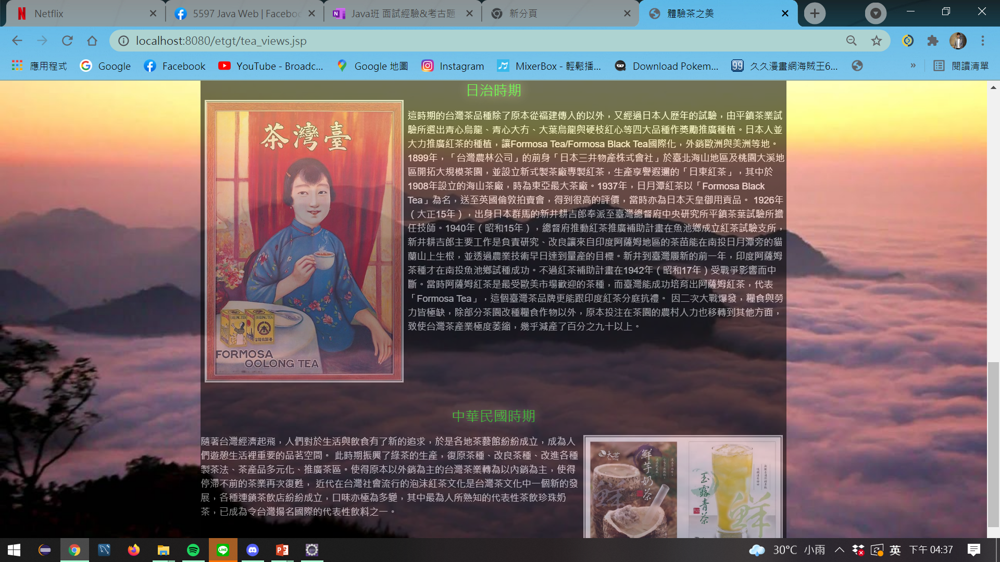 Netflix
5597 Java Web | Faceboo
Java班 面試經驗&考古題
新分頁
體驗茶之美
localhost:8080/etgt/tea_views.jsp
應用程式
Google
Facebook
YouTube - Broadc...
Google 地圖
Instagram
MixerBox - 輕鬆播...
Download Pokem...
久久漫畫網海賊王6...
»
閱讀清單
日治時期
茶灣臺
FORMOSA
OOLONG TEA
這時期的台灣茶品種除了原本從福建傳入的以外，又經過日本人歷年的試驗，由平鎮茶業試
驗所選出青心烏龍、青心大冇、大葉烏龍與硬枝紅心等四大品種作獎勵推廣種植。日本人並
大力推廣紅茶的種植，讓Formosa Tea/Formosa Black Tea國際化，外銷歐洲與美洲等地。
1899年，「台灣農林公司」的前身「日本三井物產株式會社」於臺北海山地區及桃園大溪地
區開拓大規模茶園，並設立新式製茶廠專製紅茶，生產享譽遐邇的「日東紅茶」，其中於
1908年設立的海山茶廠，時為東亞最大茶廠。1937年，日月潭紅茶以「Formosa Black
Tea」為名，送至英國倫敦拍賣會，得到很高的評價，當時亦為日本天皇御用貢品。 1926年
（大正15年），出身日本群馬的新井耕吉郎奉派至臺灣總督府中央研究所平鎮茶葉試驗所擔
任技師。1940年（昭和15年），總督府推動紅茶推廣補助計畫在魚池鄉成立紅茶試驗支所，
新井耕吉郎主要工作是負責研究、改良讓來自印度阿薩姆地區的茶苗能在南投日月潭旁的貓
蘭山上生根，並透過農業技術早日達到量產的目標。新井到臺灣履新的前一年，印度阿薩姆
茶種才在南投魚池鄉試種成功。不過紅茶補助計畫在1942年（昭和17年）受戰爭影響而中
斷。當時阿薩姆紅茶是最受歐美市場歡迎的茶種，而臺灣能成功培育出阿薩姆紅茶，代表
「Formosa Tea」，這個臺灣茶品牌更能跟印度紅茶分庭抗禮。 因二次大戰爆發，糧食與勞
力皆極缺，除部分茶園改種糧食作物以外，原本投注在茶園的農村人力也移轉到其他方面，
致使台灣茶產業極度萎縮，幾乎減產了百分之九十以上。
中華民國時期
隨著台灣經濟起飛，人們對於生活與飲食有了新的追求，於是各地茶藝館紛紛成立，成為人
們遊憩生活裡重要的品茗空間。 此時期振興了綠茶的生產，復原茶種、改良茶種、改進各種
製茶法、茶產品多元化、推廣茶區。使得原本以外銷為主的台灣茶業轉為以內銷為主，使得
停滯不前的茶業再次復甦， 近代在台灣社會流行的泡沫紅茶文化是台灣茶文化中一個新的發
展，各種連鎖茶飲店紛紛成立，口味亦極為多變，其中最為人所熟知的代表性茶飲珍珠奶
茶，已成為令台灣揚名國際的代表性飲料之一。
大茗
鮮芋奶茶
玉露青茶
鮮
30°C 小雨
英
下午 04:37